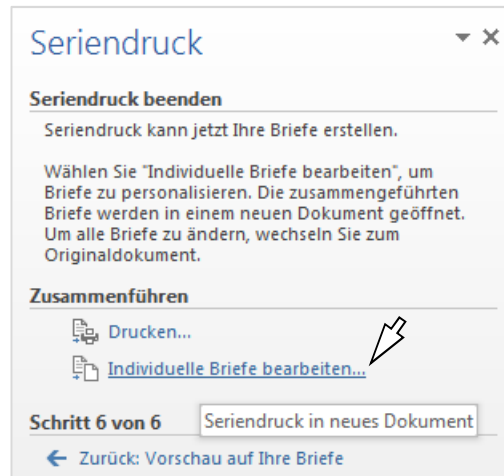 Seriendruck
Seriendruck beenden
Seriendruck kann jetzt Ihre Briefe erstellen.
Wählen Sie "Individuelle Briefe bearbeiten", um
Briefe zu personalisieren. Die zusammengeführten
Briefe werden in einem neuen Dokument geöffnet.
Um alle Briefe zu ändern, wechseln Sie zum
Originaldokument.
Zusammenführen
Drucken...
Individuelle Briefe bearbeiten...
Schritt 6 von 6
Seriendruck in neues Dokument
Zurück: Vorschau auf Ihre Briefe